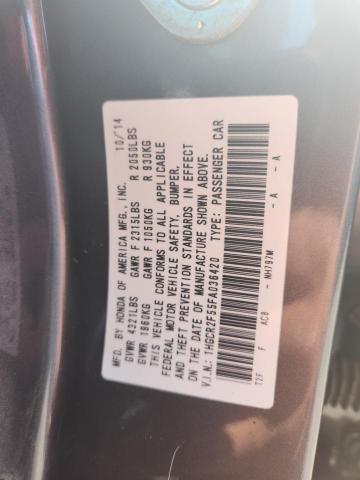 MFD. BY HONDA OF AMERICA MFG., INC. 10/'14
GVWR 4321LBS GAWR F 2315LBS R 2050LBS
GVWR 1860KG GAWR F 1050KG R 930KG
THIS VEHICLE CONFORMS TO ALL APPLICABLE
FEDERAL MOTOR VEHICLE SAFETY, BUMPER,
AND THEFT PREVENTION STANDARDS IN EFFECT
ON THE DATE OF MANUFACTURE SHOWN ABOVE.
V.I.N.: 1HGCR2F55FA036420 TYPE: PASSENGER CAR
F AC8 - NH797M - A - A
T2F